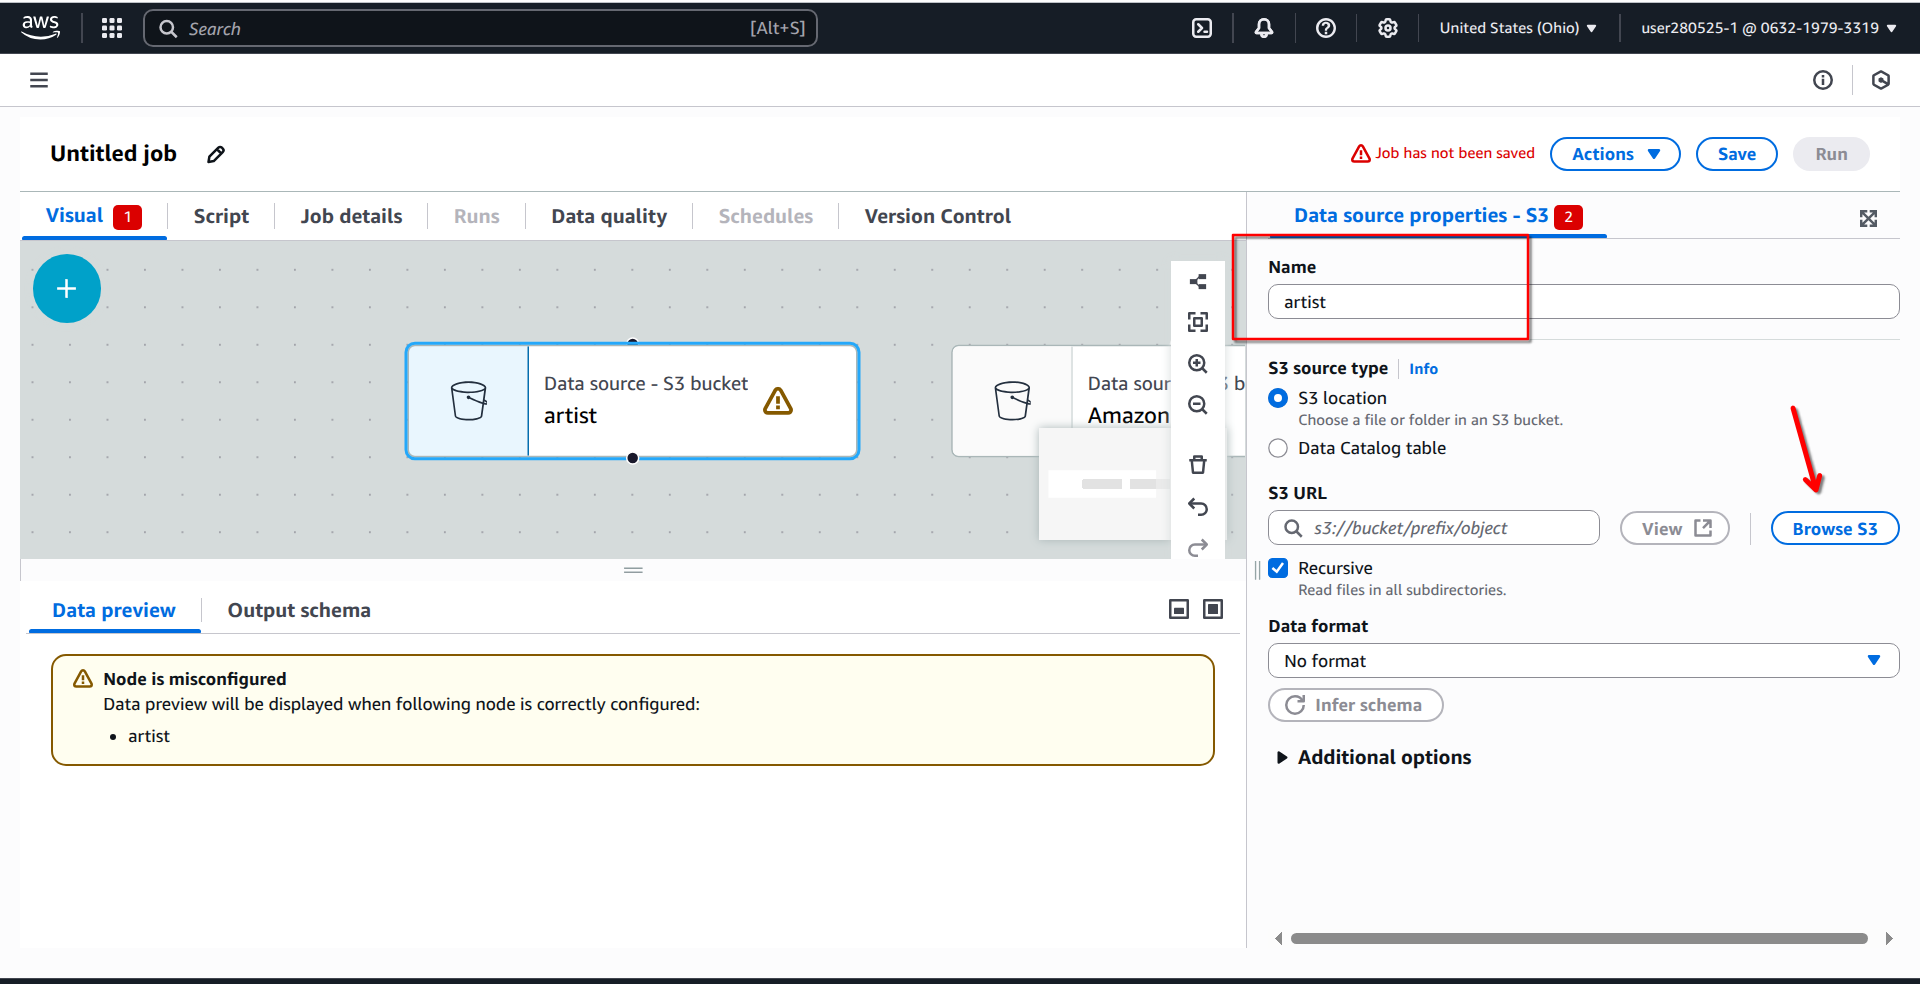 aws
Search
[Alt+S]
United States (Ohio)
user280525-1 @ 0632-1979-3319
Untitled job
Job has not been saved
Actions
Save
Run
Visual 1
Script
Job details
Runs
Data quality
Schedules
Version Control
Data source properties - S3 2
Data source - S3 bucket
artist
Amazon
Name
artist
S3 source type
Info
S3 location
Choose a file or folder in an S3 bucket.
Data Catalog table
S3 URL
s3://bucket/prefix/object
View
Browse S3
Recursive
Read files in all subdirectories.
Data format
No format
Infer schema
Additional options
Data preview
Output schema
Node is misconfigured
Data preview will be displayed when following node is correctly configured:
• artist